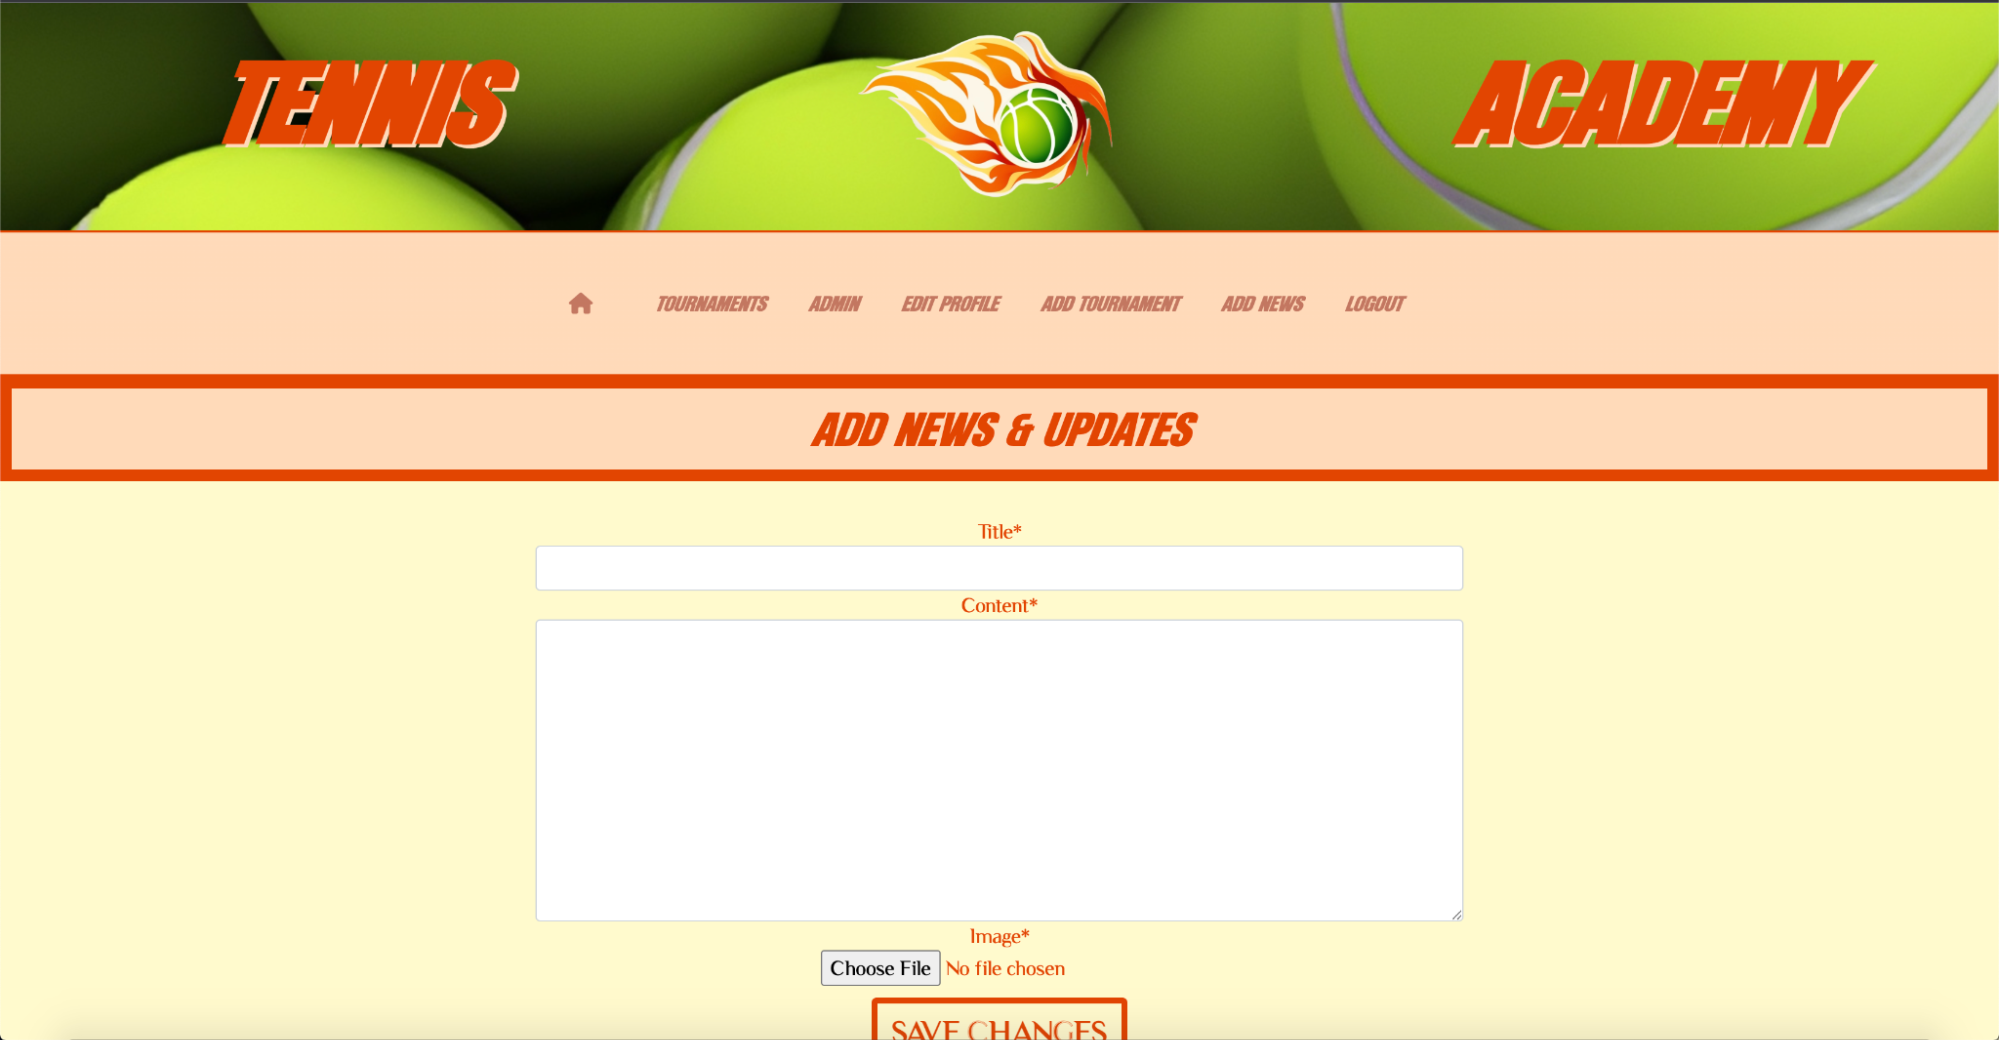 TENNIS ACADEMY
TOURNAMENTS ADMIN EDIT PROFILE ADD TOURNAMENT ADD NEWS LOGOUT
ADD NEWS & UPDATES
Title*
Content*
Image*
Choose File No file chosen
SAVE CHANGES